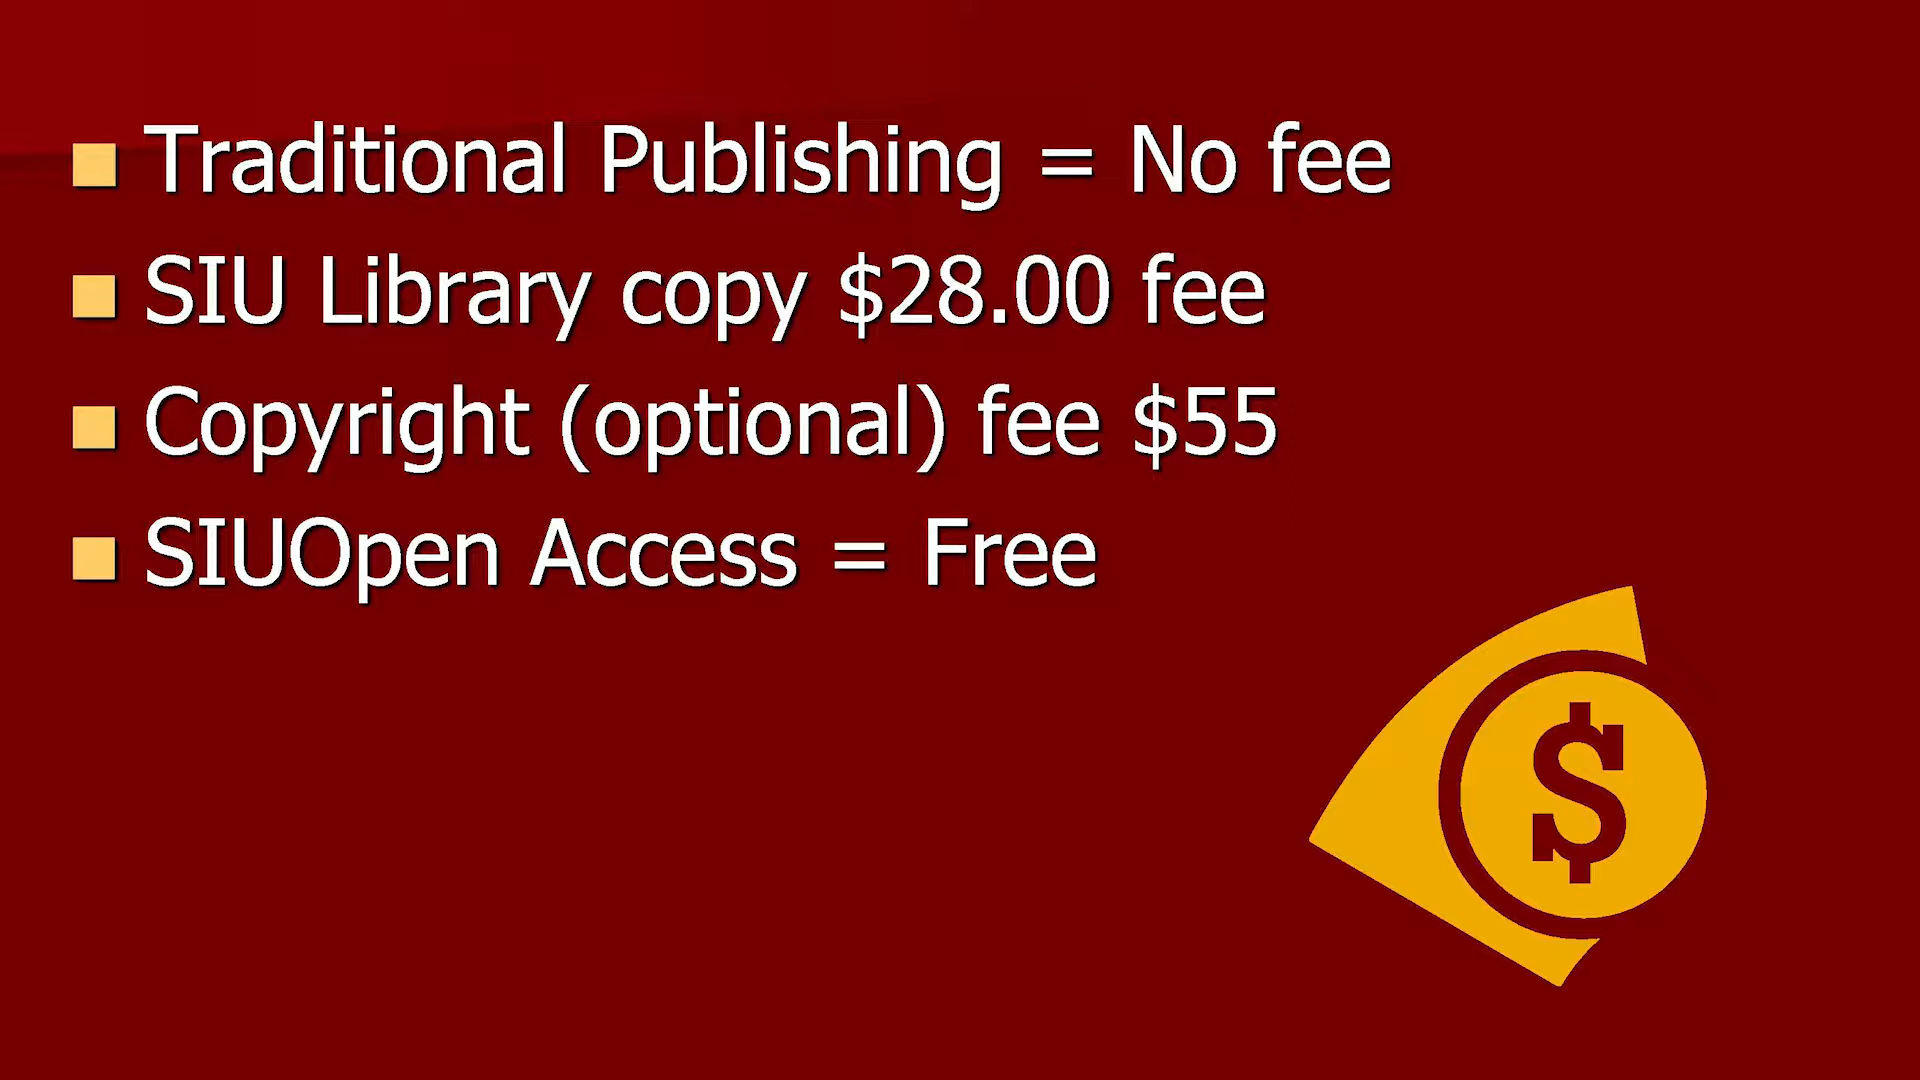 Traditional Publishing = No fee
SIU Library copy $28.00 fee
Copyright (optional) fee $55
SIUOpen Access = Free
$